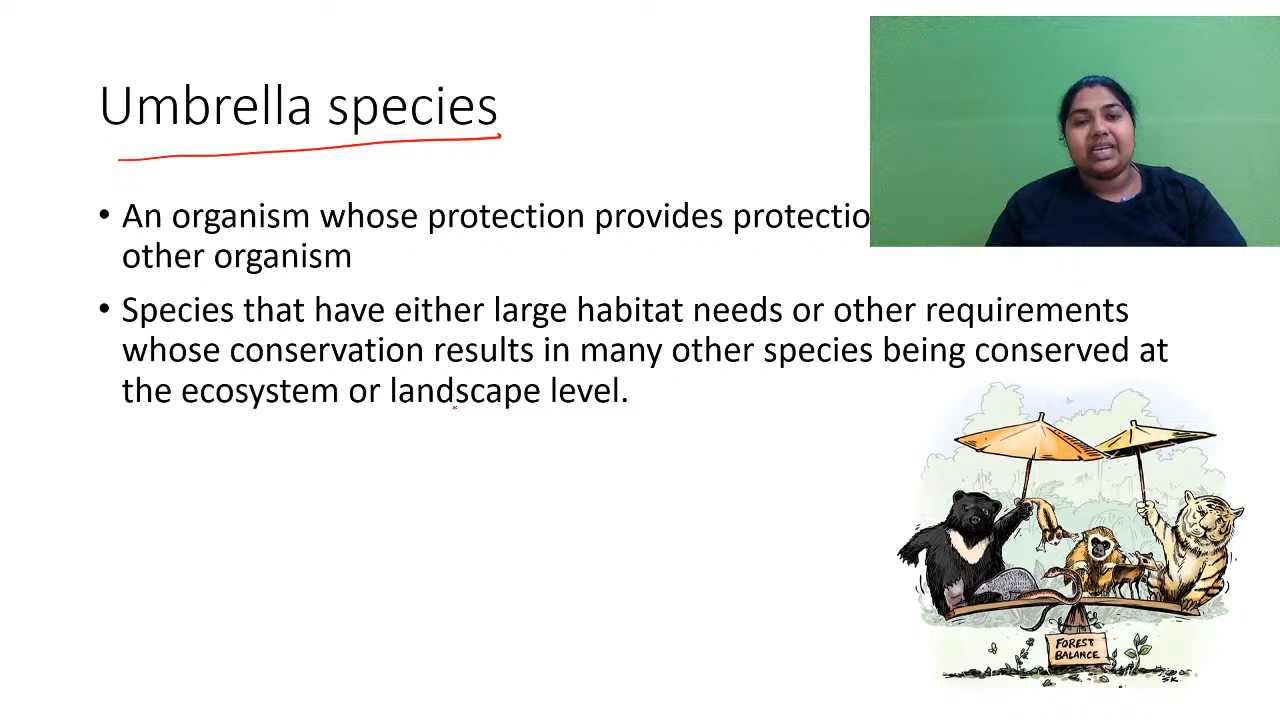 Umbrella species
• An organism whose protection provides protectio
other organism
• Species that have either large habitat needs or other requirements
whose conservation results in many other species being conserved at
the ecosystem or landscape level.
FOREST
BALANCE
SK.